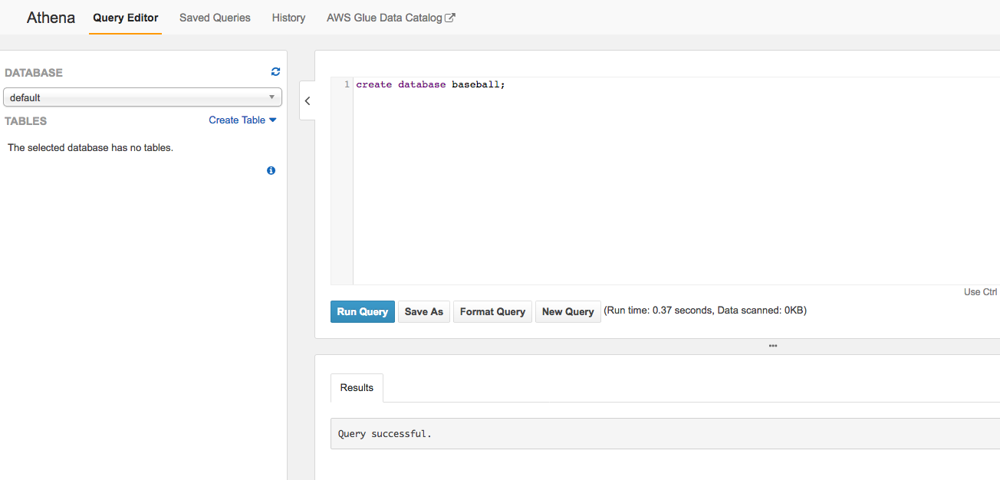 Athena Query Editor Saved Queries History AWS Glue Data Catalog
DATABASE
default
TABLES Create Table
The selected database has no tables.
1 create database baseball;
Use Ctrl
Run Query Save As Format Query New Query (Run time: 0.37 seconds, Data scanned: 0KB)
Results
Query successful.